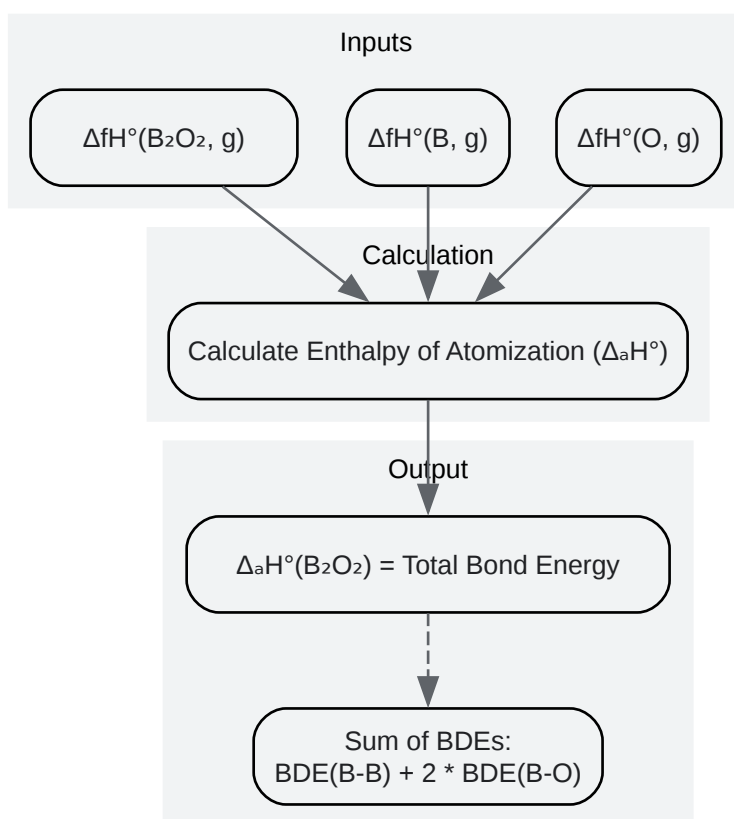 Inputs
ΔfH°(B₂O₂, g)
ΔfH°(B, g)
ΔfH°(O, g)
Calculation
Calculate Enthalpy of Atomization (ΔₐH°)
Output
ΔₐH°(B₂O₂) = Total Bond Energy
Sum of BDEs:
BDE(B-B) + 2 * BDE(B-O)